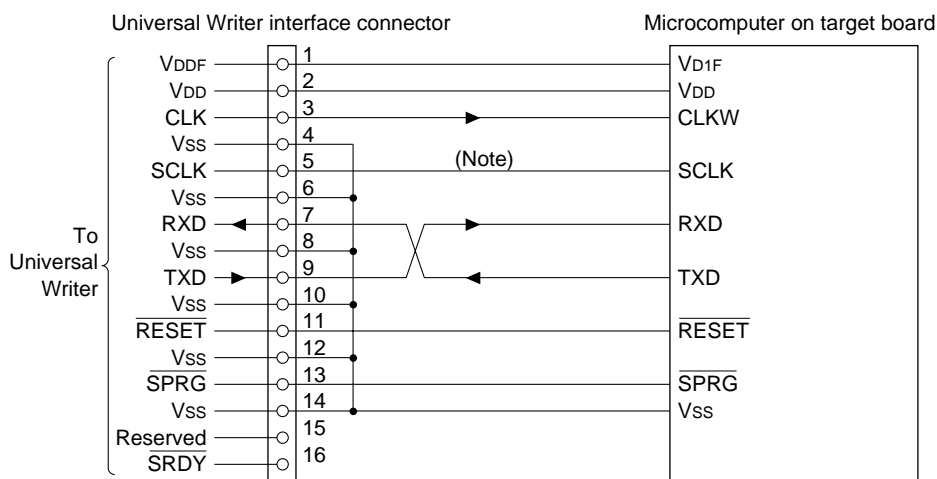 Universal Writer interface connector
Microcomputer on target board
To
Universal
Writer
VDDF 1 VD1F
VDD 2 VDD
CLK 3 CLKW
VSS 4
SCLK 5 (Note) SCLK
VSS 6
RXD 7 RXD
VSS 8
TXD 9 TXD
VSS 10
RESET 11 RESET
VSS 12
SPRG 13 SPRG
VSS 14 VSS
Reserved 15
SRDY 16